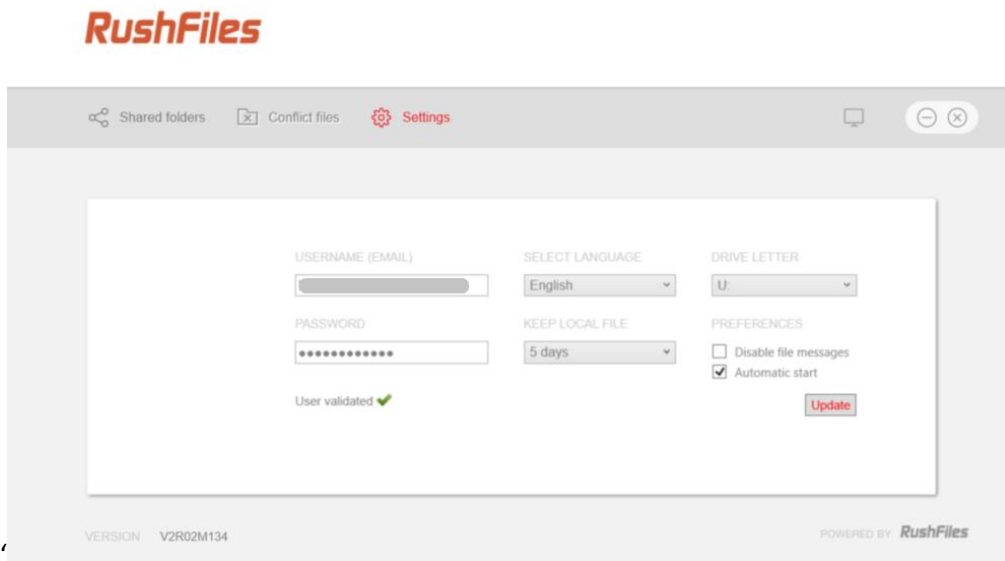 RushFiles
Shared folders Conflict files Settings
USERNAME (EMAIL) SELECT LANGUAGE DRIVE LETTER
English U:
PASSWORD KEEP LOCAL FILE PREFERENCES
•••••••••••• 5 days Disable file messages
Automatic start
User validated Update
VERSION V2R02M134 POWERED BY RushFiles
‘